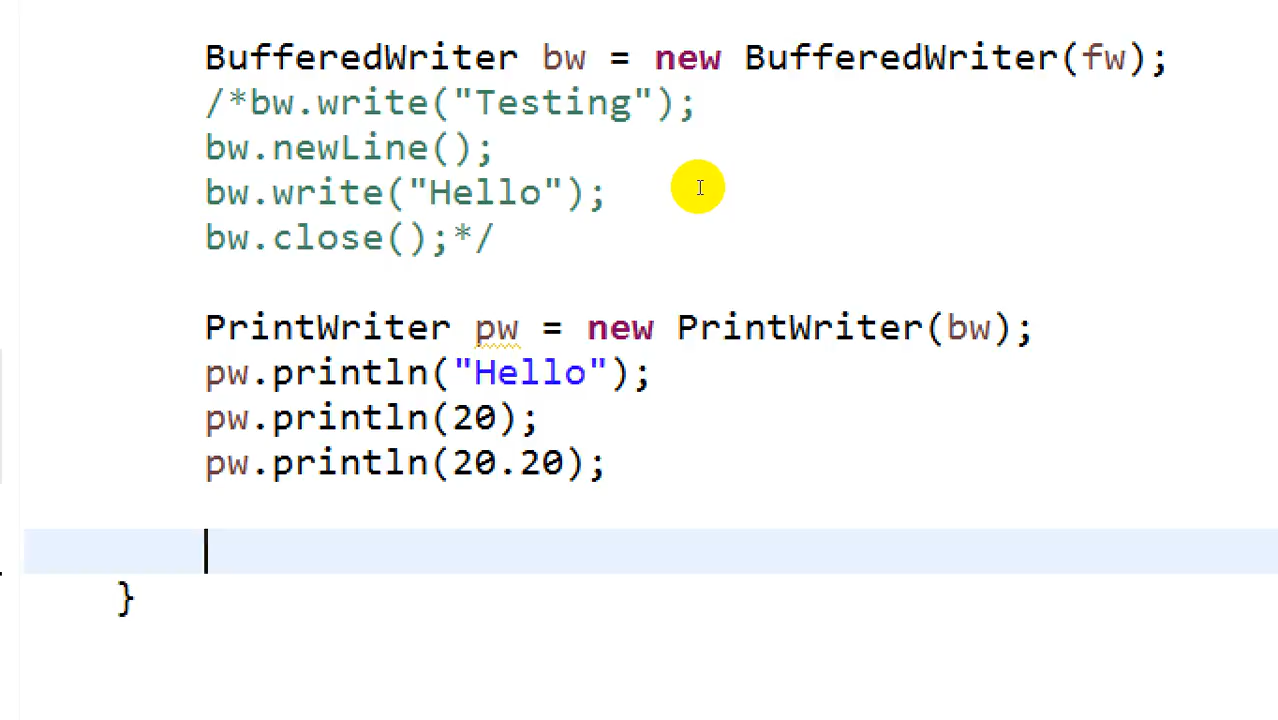 BufferedWriter bw = new BufferedWriter(fw);
/*bw.write("Testing");
bw.newLine();
bw.write("Hello");
bw.close();*/
PrintWriter pw = new PrintWriter(bw);
pw.println("Hello");
pw.println(20);
pw.println(20.20);
}